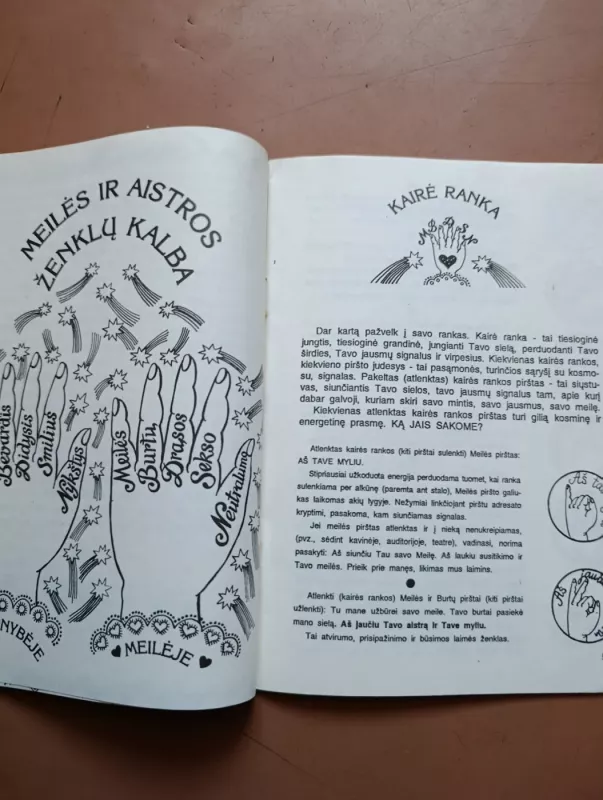 MEILĖS IR AISTROS
ŽENKLŲ KALBA
Bevardis
Didysis
Smilius
Nykštys
Meilės
Burtų
Drąsos
Sekso
Neutralumo
NYBĖJE
MEILĖJE
KAIRĖ RANKA
M B D S N
Dar kartą pažvelk į savo rankas. Kairė ranka - tai tiesioginė
jungtis, tiesioginė grandinė, jungianti Tavo sielą, perduodanti Tavo
širdies, Tavo jausmų signalus ir virpesius. Kiekvienas kairės rankos,
kiekvieno piršto judesys - tai pasąmonės, turinčios sąryšį su kosmo-
su, signalas. Pakeltas (atlenktas) kairės rankos pirštas - tai siųstu-
vas, siunčiantis Tavo sielos, tavo jausmų signalus tam, apie kurį
dabar galvoji, kuriam skiri savo mintis, savo jausmus, savo meilę.
Kiekvienas atlenktas kairės rankos pirštas turi gilią kosminę ir
energetinę prasmę. KĄ JAIS SAKOME?
Atlenktas kairės rankos (kiti pirštai sulenkti) Meilės pirštas:
AŠ TAVE MYLIU.
Stipriausiai užkoduota energija perduodama tuomet, kai ranka
sulenkiama per alkūnę (paremta ant stalo), Meilės piršto galiu-
kas laikomas akių lygyje. Nežymiai linkčiojant pirštu adresato
kryptimi, pasakoma, kam siunčiamas signalas.
Jei meilės pirštas atlenktas ir į nieką nenukreipiamas,
(pvz., sėdint kavinėje, auditorijoje, teatre), vadinasi, norima
pasakyti: Aš siunčiu Tau savo Meilę. Aš laukiu susitikimo ir
Tavo meilės. Prieik prie manęs, likimas mus laimins.
Atlenkti (kairės rankos) Meilės ir Burtų pirštai (kiti pirštai
užlenkti): Tu mane užbūrei savo meile. Tavo burtai pasiekė
mano sielą. Aš jaučiu Tavo aistrą ir Tave myliu.
Tai atvirumo, prisipažinimo ir būsimos laimės ženklas.
Aš
Aš